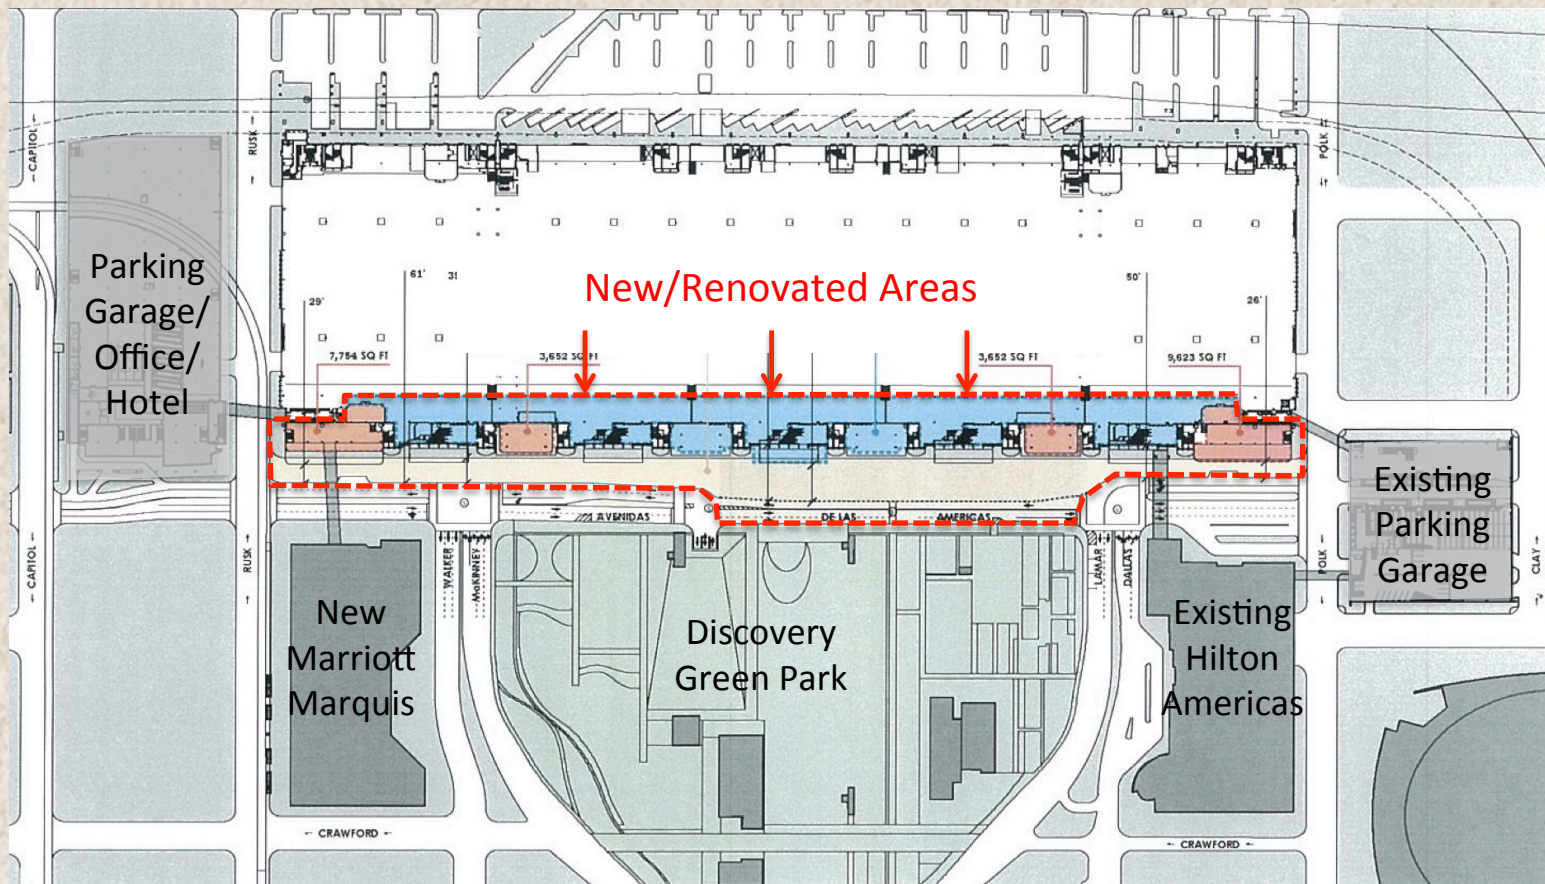 ← CAPITOL →
RUSK
POLK
Parking
Garage/
Office/
Hotel
29'
61'
50'
26'
New/Renovated Areas
7,754 SQ FT
3,652 SQ FT
3,652 SQ FT
9,623 SQ FT
AVENIDAS
DE LAS
AMERICAS
← CAPITOL →
RUSK
WALKER
McKINNEY
LAMAR
DALLAS
POLK
CLAY
Existing
Parking
Garage
New
Marriott
Marquis
Discovery
Green Park
Existing
Hilton
Americas
← CRAWFORD ←
← CRAWFORD ←